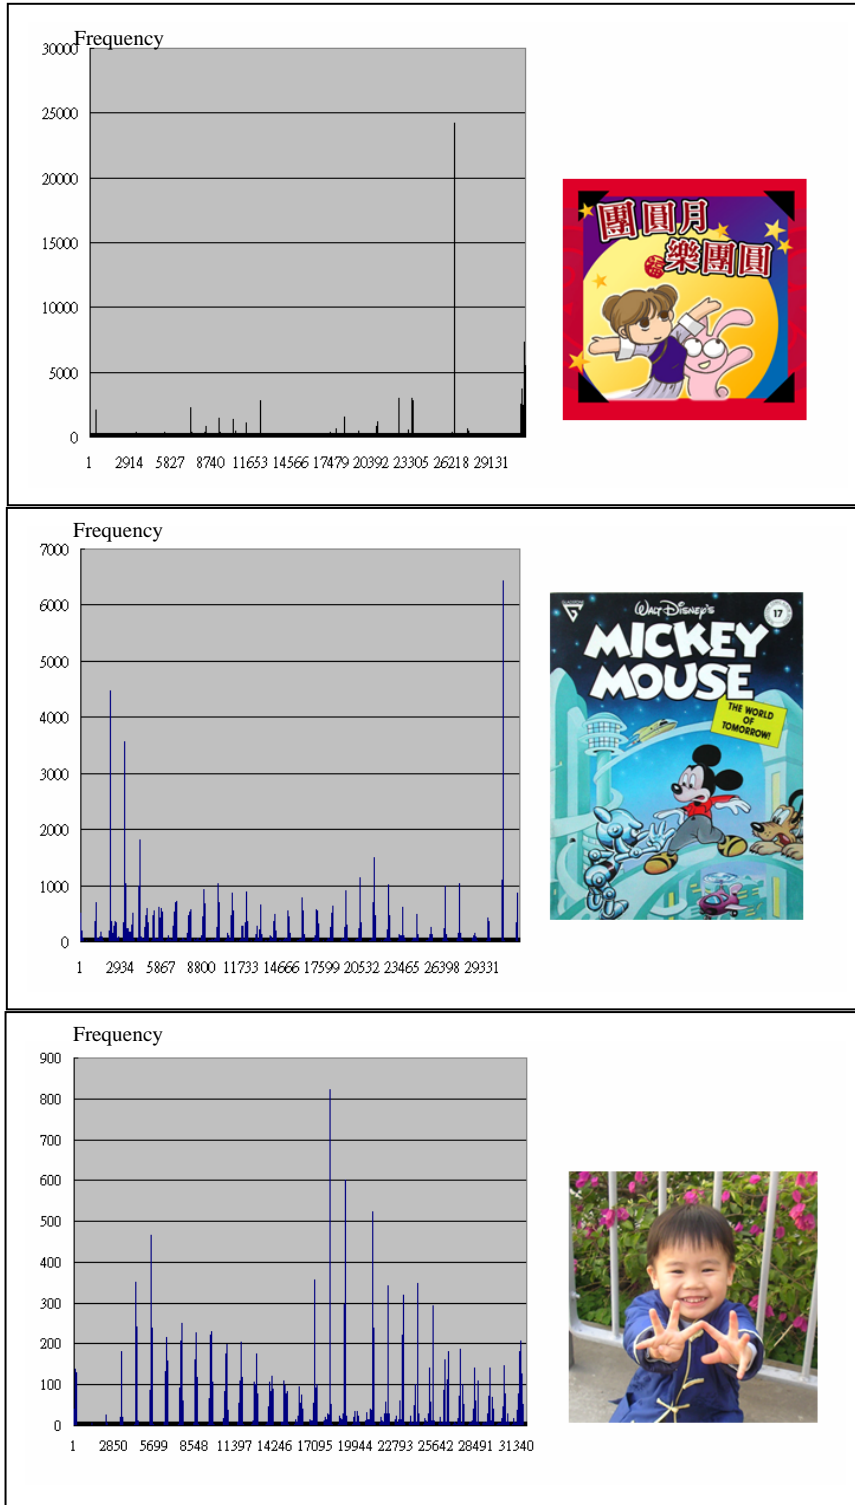 Frequency
30000
25000
20000
15000
10000
5000
0
1 2914 5827 8740 11653 14566 17479 20392 23305 26218 29131
團圓月
樂團圓
福
Frequency
7000
6000
5000
4000
3000
2000
1000
0
1 2934 5867 8800 11733 14666 17599 20532 23465 26398 29331
WALT DISNEY'S
17
MICKEY
MOUSE
THE WORLD
OF
TOMORROW!
Frequency
900
800
700
600
500
400
300
200
100
0
1 2850 5699 8548 11397 14246 17095 19944 22793 25642 28491 31340